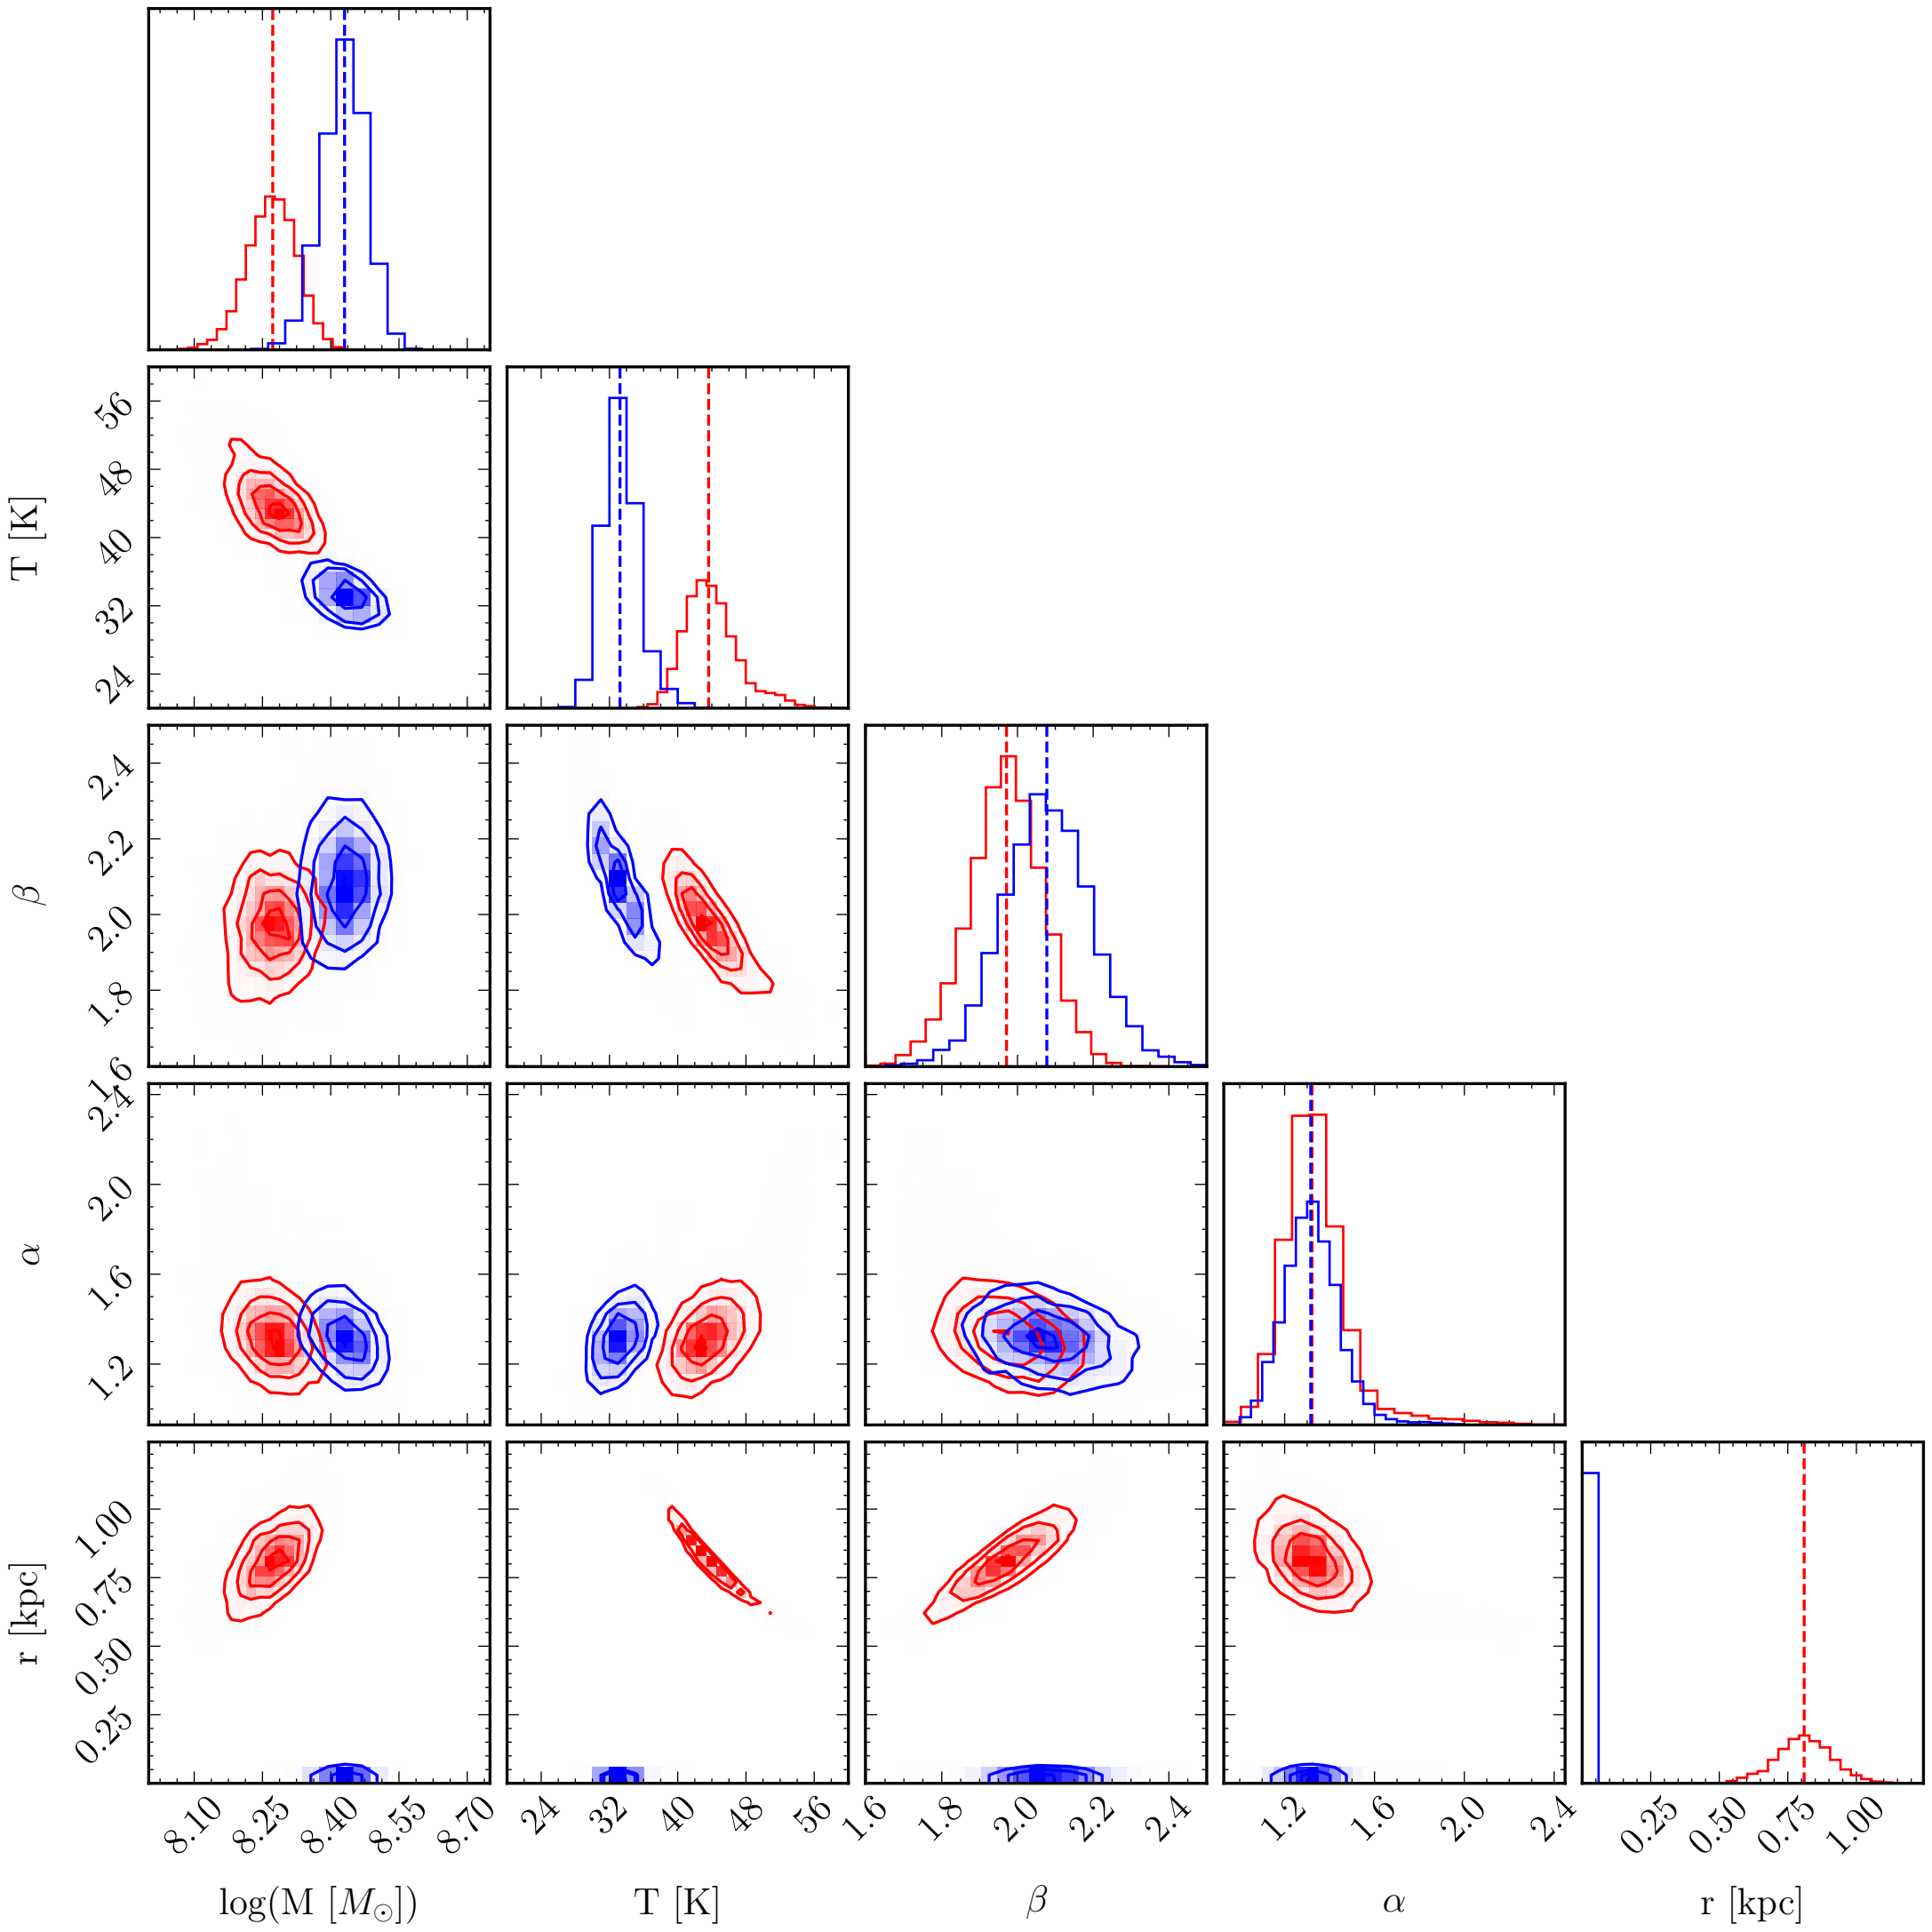 T [K]
56
48
40
32
24
β
2.4
2.2
2.0
1.8
1.6
α
2.4
2.0
1.6
1.2
r [kpc]
1.00
0.75
0.50
0.25
8.10 8.25 8.40 8.55 8.70
24 32 40 48 56
1.6 1.8 2.0 2.2 2.4
1.2 1.6 2.0 2.4
0.25 0.50 0.75 1.00
log(M [M⊙]) T [K] β α r [kpc]